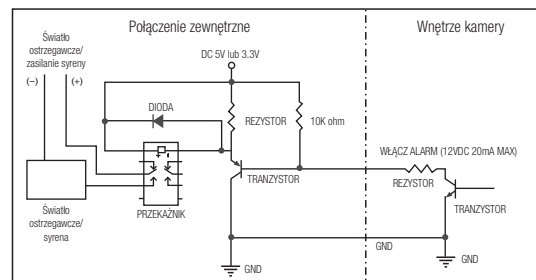 Połączenie zewnętrzne
Wnętrze kamery
Światło
ostrzegawcze/
zasilanie syreny
(–)
(+)
DC 5V lub 3.3V
DIODA
REZYSTOR
10K ohm
WŁĄCZ ALARM (12VDC 20mA MAX)
REZYSTOR
TRANZYSTOR
TRANZYSTOR
PRZEKAŹNIK
Światło
ostrzegawcze/
syrena
GND
GND
GND